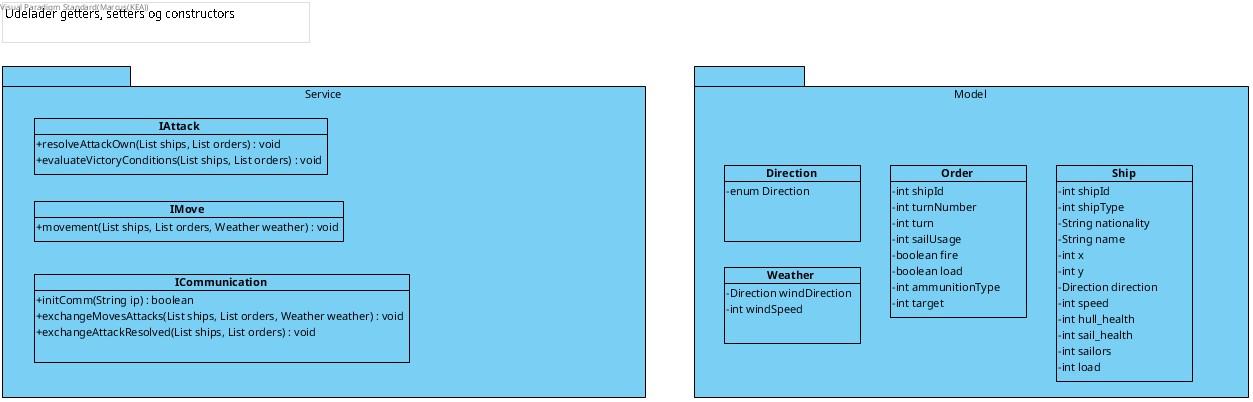 Visual Paradigm Standard(Marcus(KEA))
Udelader getters, setters og constructors
Service
IAttack
+resolveAttackOwn(List ships, List orders) : void
+evaluateVictoryConditions(List ships, List orders) : void
IMove
+movement(List ships, List orders, Weather weather) : void
ICommunication
+initComm(String ip) : boolean
+exchangeMovesAttacks(List ships, List orders, Weather weather) : void
+exchangeAttackResolved(List ships, List orders) : void
Model
Direction
-enum Direction
Weather
-Direction windDirection
-int windSpeed
Order
-int shipId
-int turnNumber
-int turn
-int sailUsage
-boolean fire
-boolean load
-int ammunitionType
-int target
Ship
-int shipId
-int shipType
-String nationality
-String name
-int x
-int y
-Direction direction
-int speed
-int hull_health
-int sail_health
-int sailors
-int load